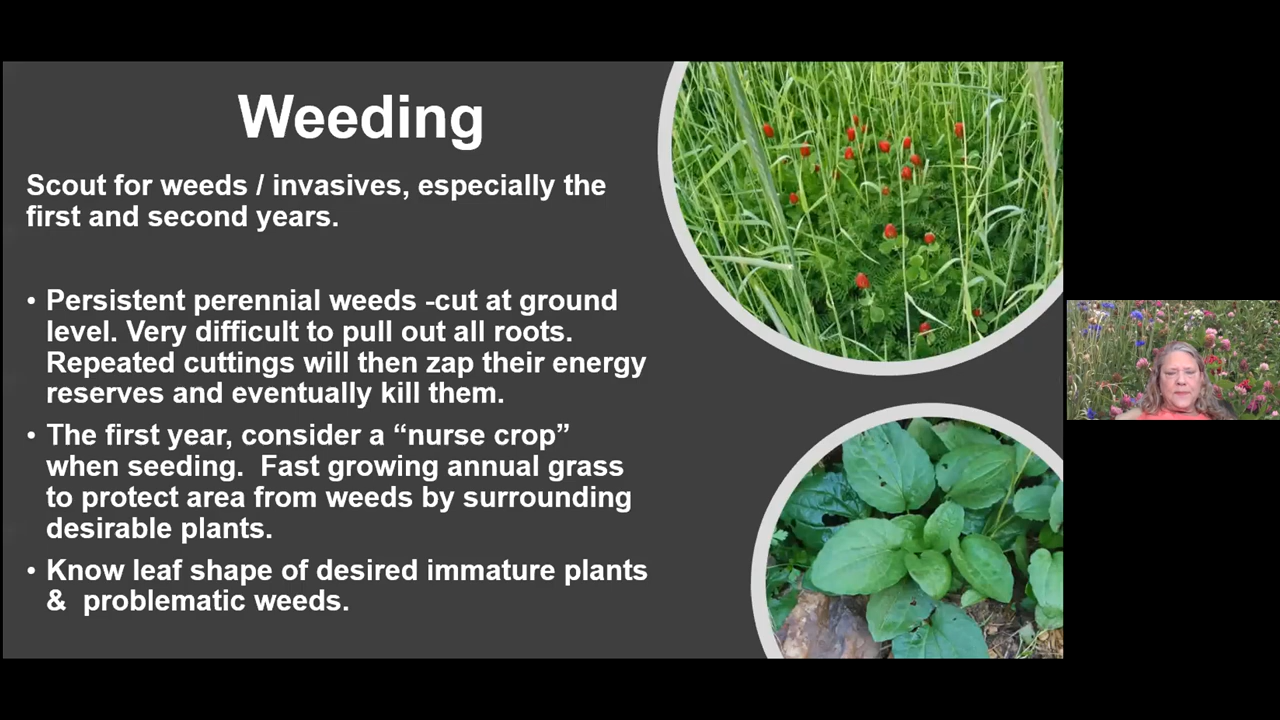 Weeding
Scout for weeds / invasives, especially the
first and second years.
• Persistent perennial weeds -cut at ground
level. Very difficult to pull out all roots.
Repeated cuttings will then zap their energy
reserves and eventually kill them.
• The first year, consider a “nurse crop”
when seeding.  Fast growing annual grass
to protect area from weeds by surrounding
desirable plants.
• Know leaf shape of desired immature plants
&  problematic weeds.